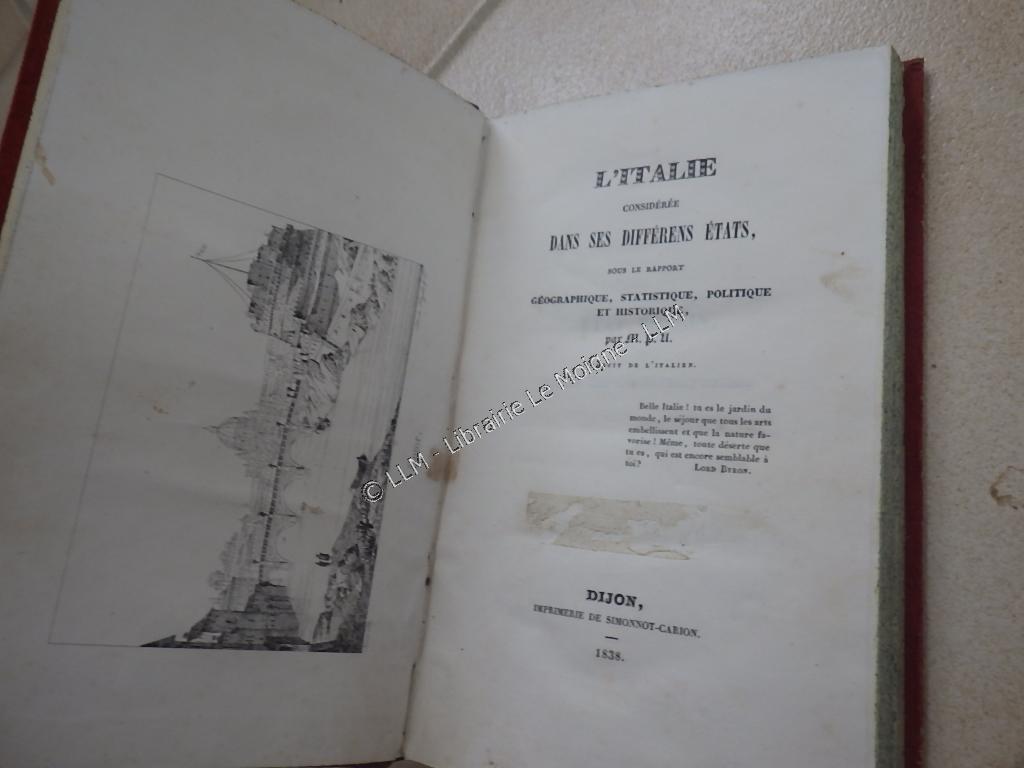 L'ITALIE
CONSIDÉRÉE
DANS SES DIFFÉRENS ÉTATS,
SOUS LE RAPPORT
GÉOGRAPHIQUE, STATISTIQUE, POLITIQUE
ET HISTORIQUE,
par M. p. U.
DE L'ITALIEN.
Belle Italie! tu es le jardin du
monde, le séjour que tous les arts
embellissent et que la nature fa-
vorise! Même, toute déserte que
tu es, qui est encore semblable à
toi? LORD BYRON.
© LLM - Librairie Le Moigne - LLM
DIJON,
IMPRIMERIE DE SIMONNOT-CARION.
1838.